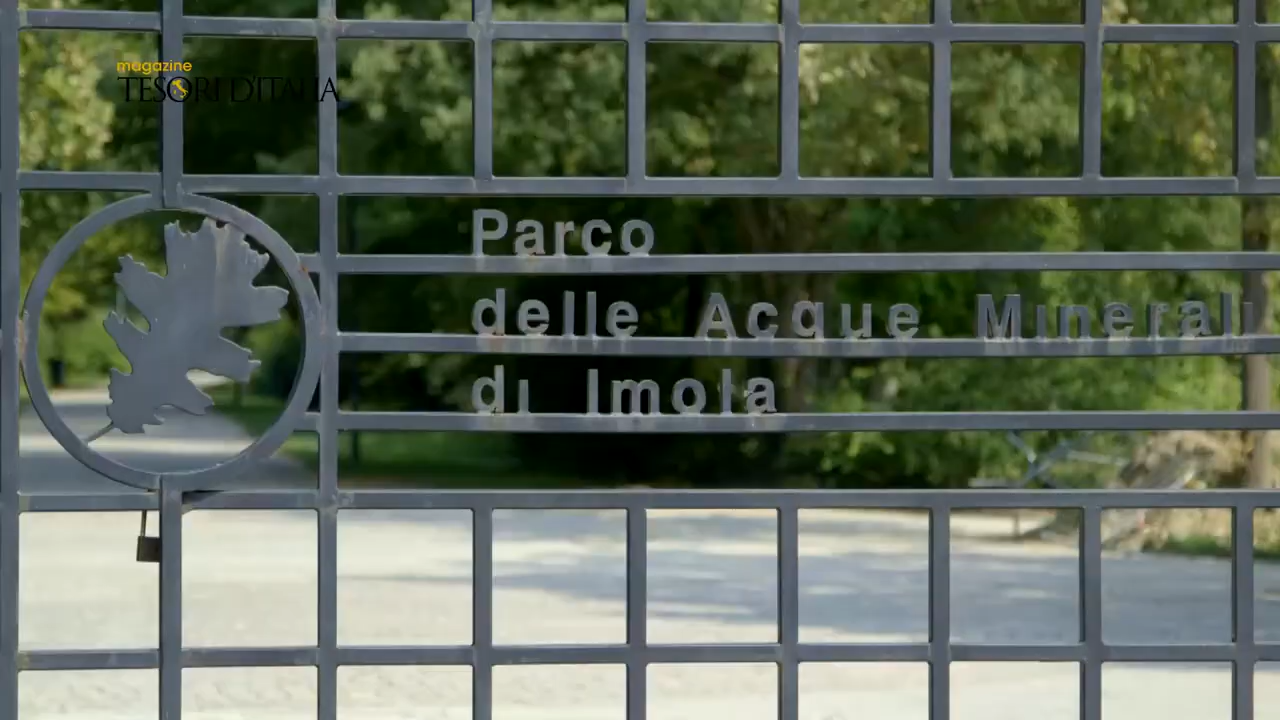 magazine
TESORI D'ITALIA
Parco
delle Acque Minerali
di Imola